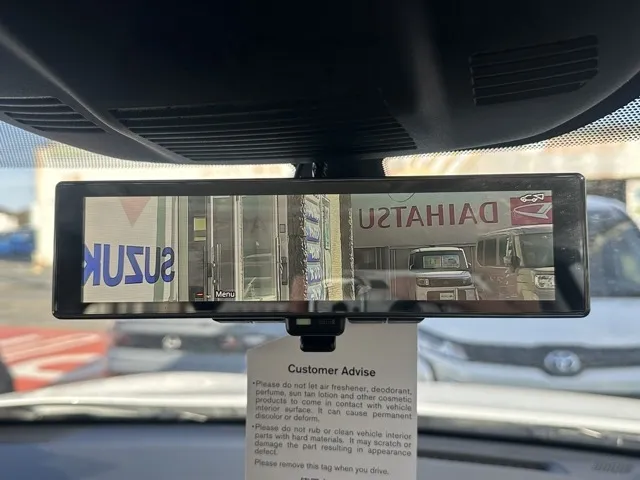 SUZUK
DAIHATSU
Menu
Customer Advise
•Please do not let air freshener, deodorant,
perfume, sun tan lotion and other cosmetic
products to come in contact with vehicle
interior surface. It can cause permanent
discolor or deform.
•Please do not rub or clean vehicle interior
parts with hard materials. It may scratch or
damage the part resulting in appearance
defect.
Please remove this tag when you drive.